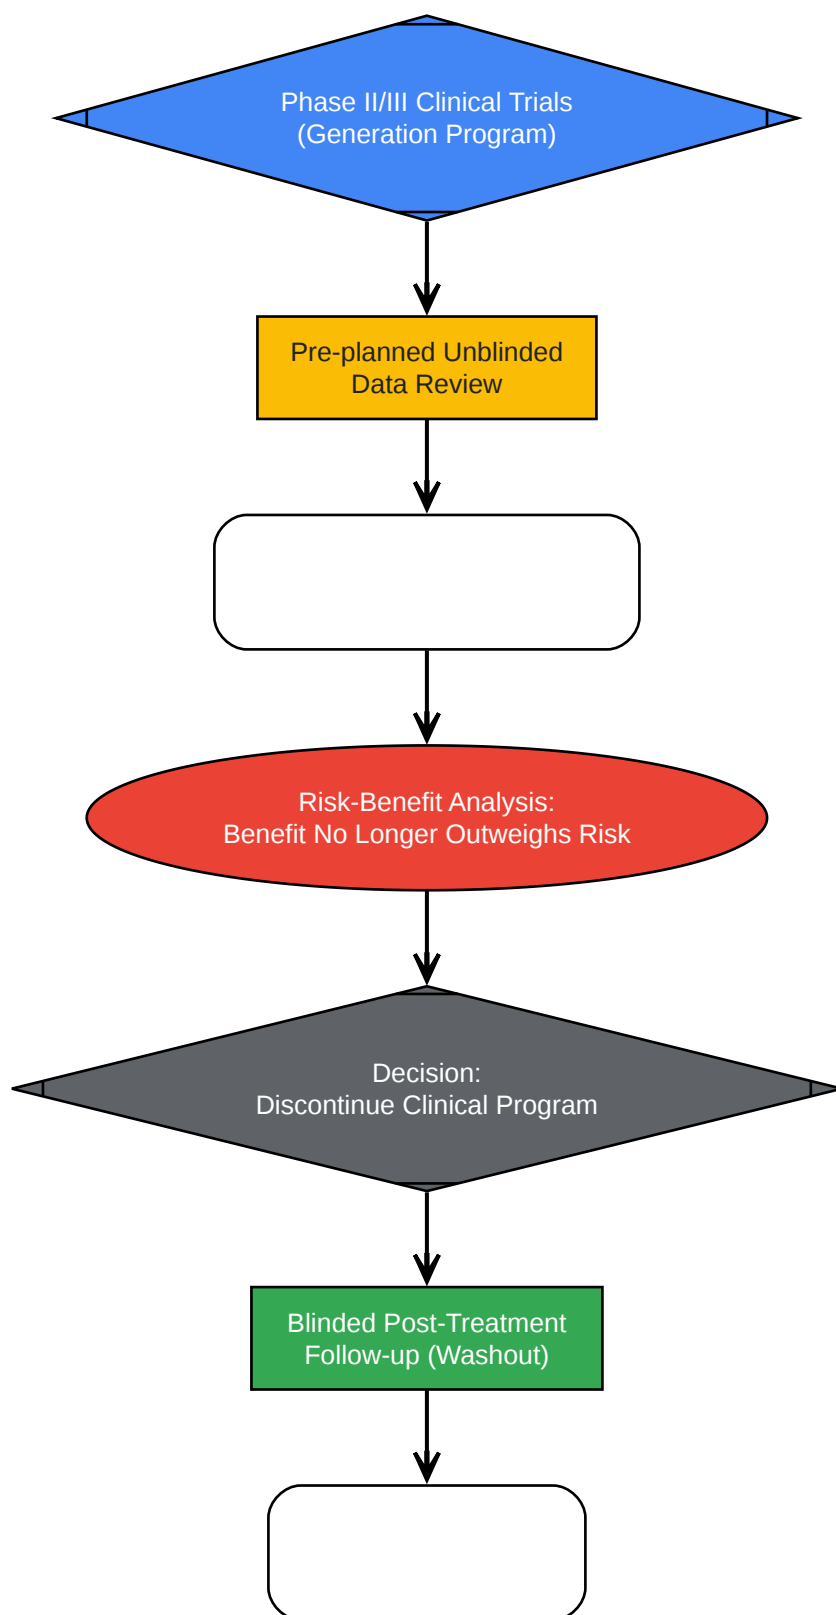 Phase II/III Clinical Trials
(Generation Program)
Pre-planned Unblinded
Data Review
Risk-Benefit Analysis:
Benefit No Longer Outweighs Risk
Decision:
Discontinue Clinical Program
Blinded Post-Treatment
Follow-up (Washout)